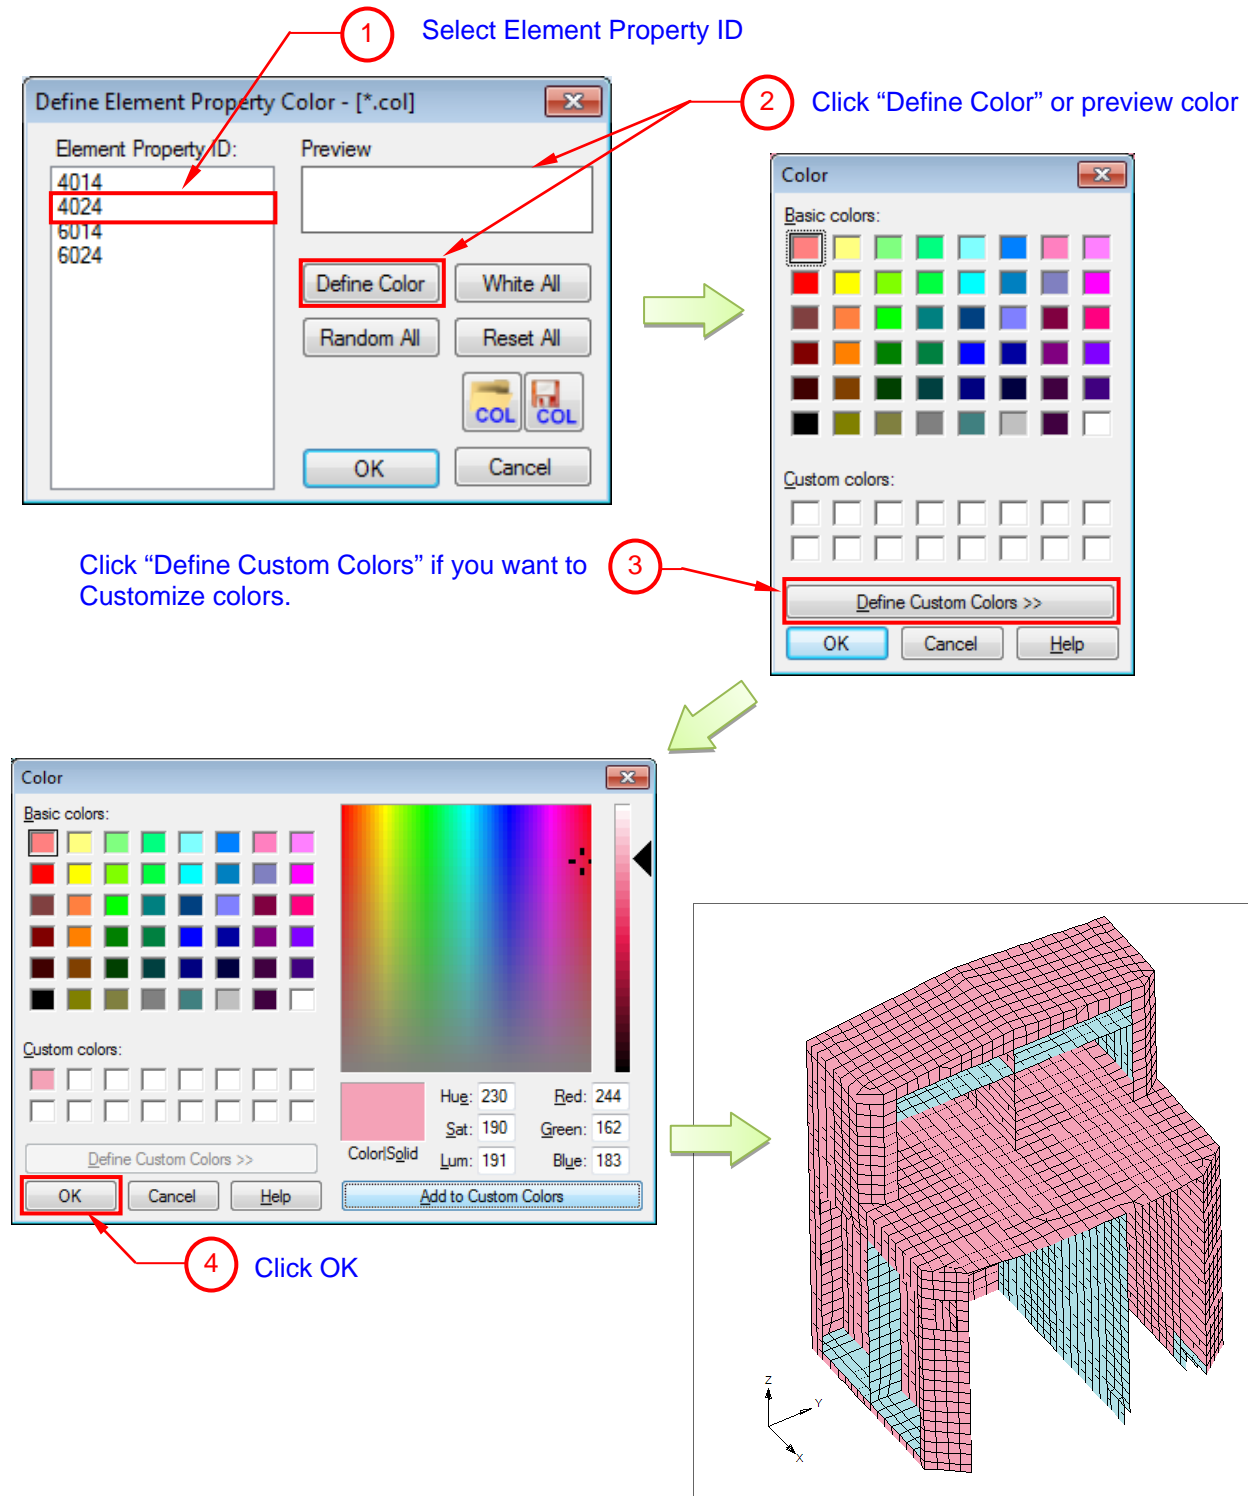 1
Select Element Property ID
Define Element Property Color - [*.col]
2
Click “Define Color” or preview color
Element Property ID:
Preview
4014
4024
6014
6024
Define Color
White All
Random All
Reset All
COL
COL
OK
Cancel
Color
Basic colors:
Custom colors:
Define Custom Colors >>
OK
Cancel
Help
Click “Define Custom Colors” if you want to
Customize colors.
3
Color
Basic colors:
Custom colors:
Define Custom Colors >>
OK
Cancel
Help
Color|Solid
Hue: 230
Red: 244
Sat: 190
Green: 162
Lum: 191
Blue: 183
Add to Custom Colors
4
Click OK
Z
Y
X